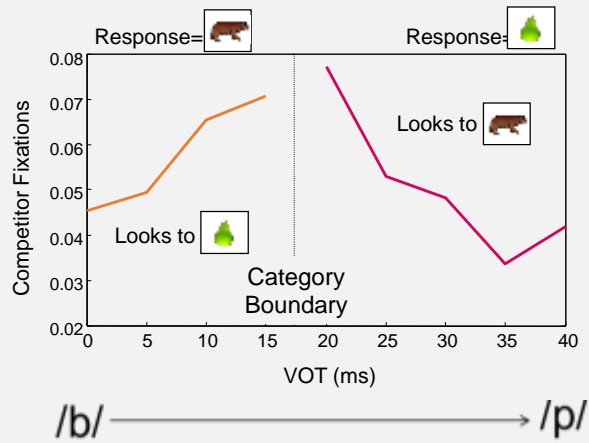 Response=
Response=
0.08
0.07
0.06
0.05
0.04
0.03
0.02
Competitor Fixations
Looks to
Looks to
Category
Boundary
0
5
10
15
20
25
30
35
40
VOT (ms)
/b/
/p/